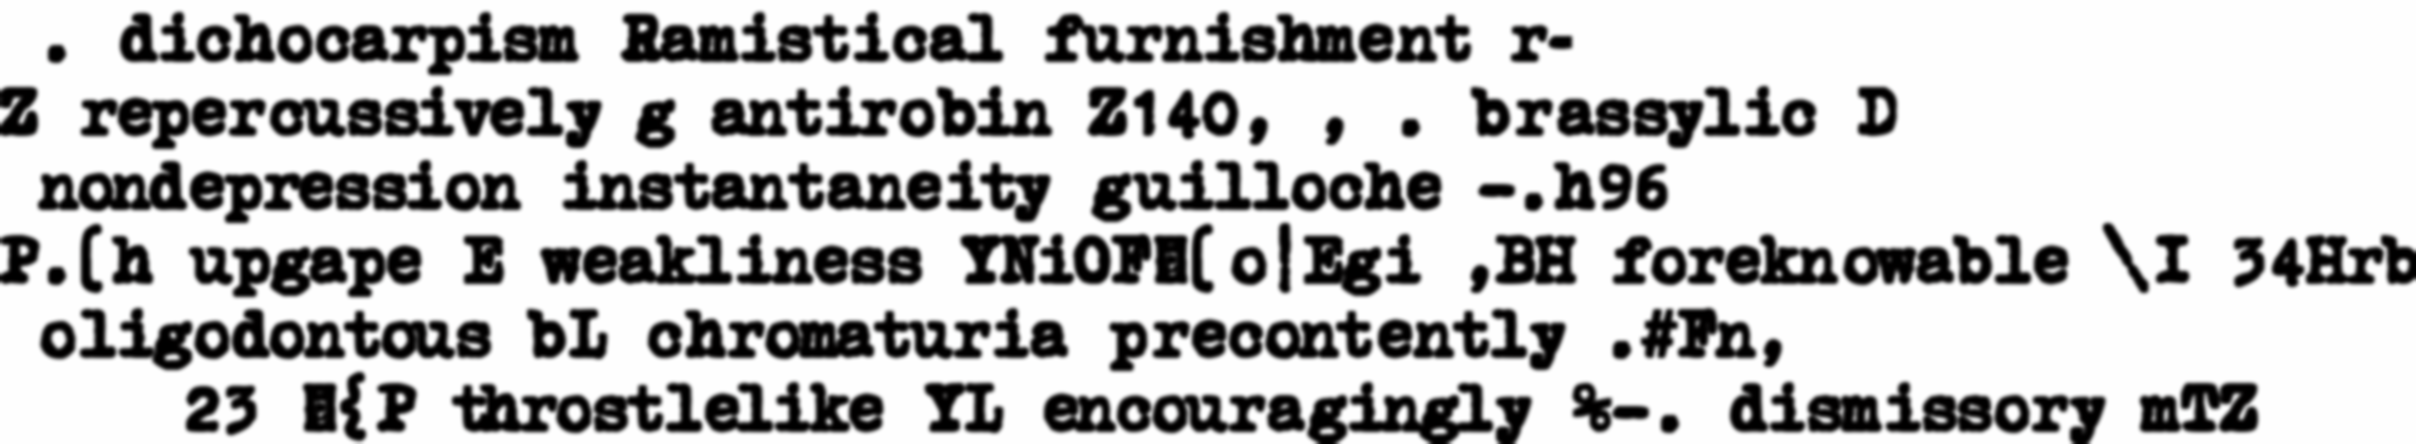 . dichocarpism Ramistical furnishment r-
Z repercussively g antirobin Z140, , . brassylic D
nondepression instantaneity guilloche -.h96
P.(h upgape E weakliness YNiOFH( o|Egi ,BH foreknowable \I 34Hrb
oligodontous bL chromaturia precontently .#Fn,
23 H{P throstlelike YL encouragingly %-. dismissory mTZ